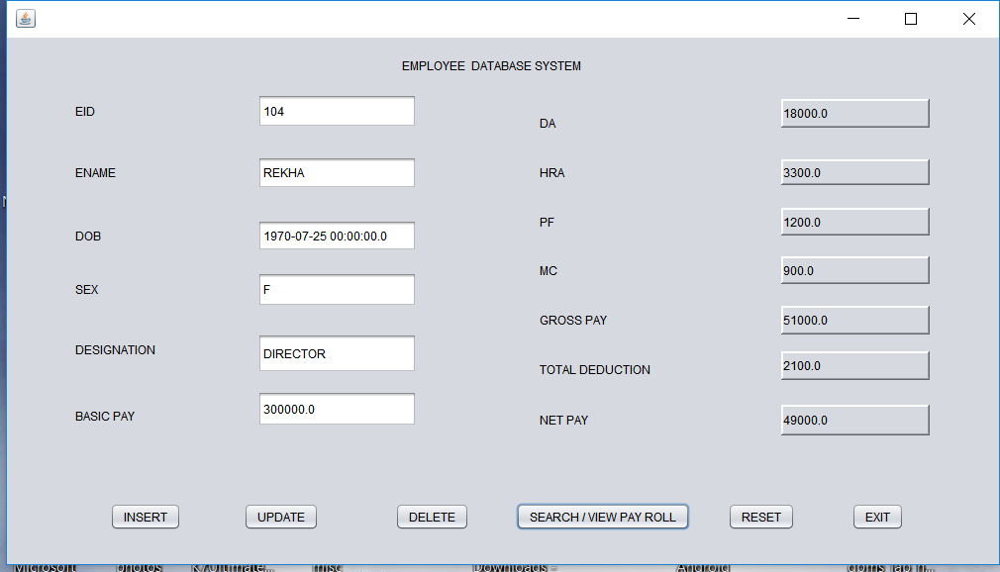 EMPLOYEE DATABASE SYSTEM
EID 104
ENAME REKHA
DOB 1970-07-25 00:00:00.0
SEX F
DESIGNATION DIRECTOR
BASIC PAY 300000.0
DA 18000.0
HRA 3300.0
PF 1200.0
MC 900.0
GROSS PAY 51000.0
TOTAL DEDUCTION 2100.0
NET PAY 49000.0
INSERT UPDATE DELETE SEARCH / VIEW PAY ROLL RESET EXIT
Microsoft photos K7Ultimate... misc Downloads - Android